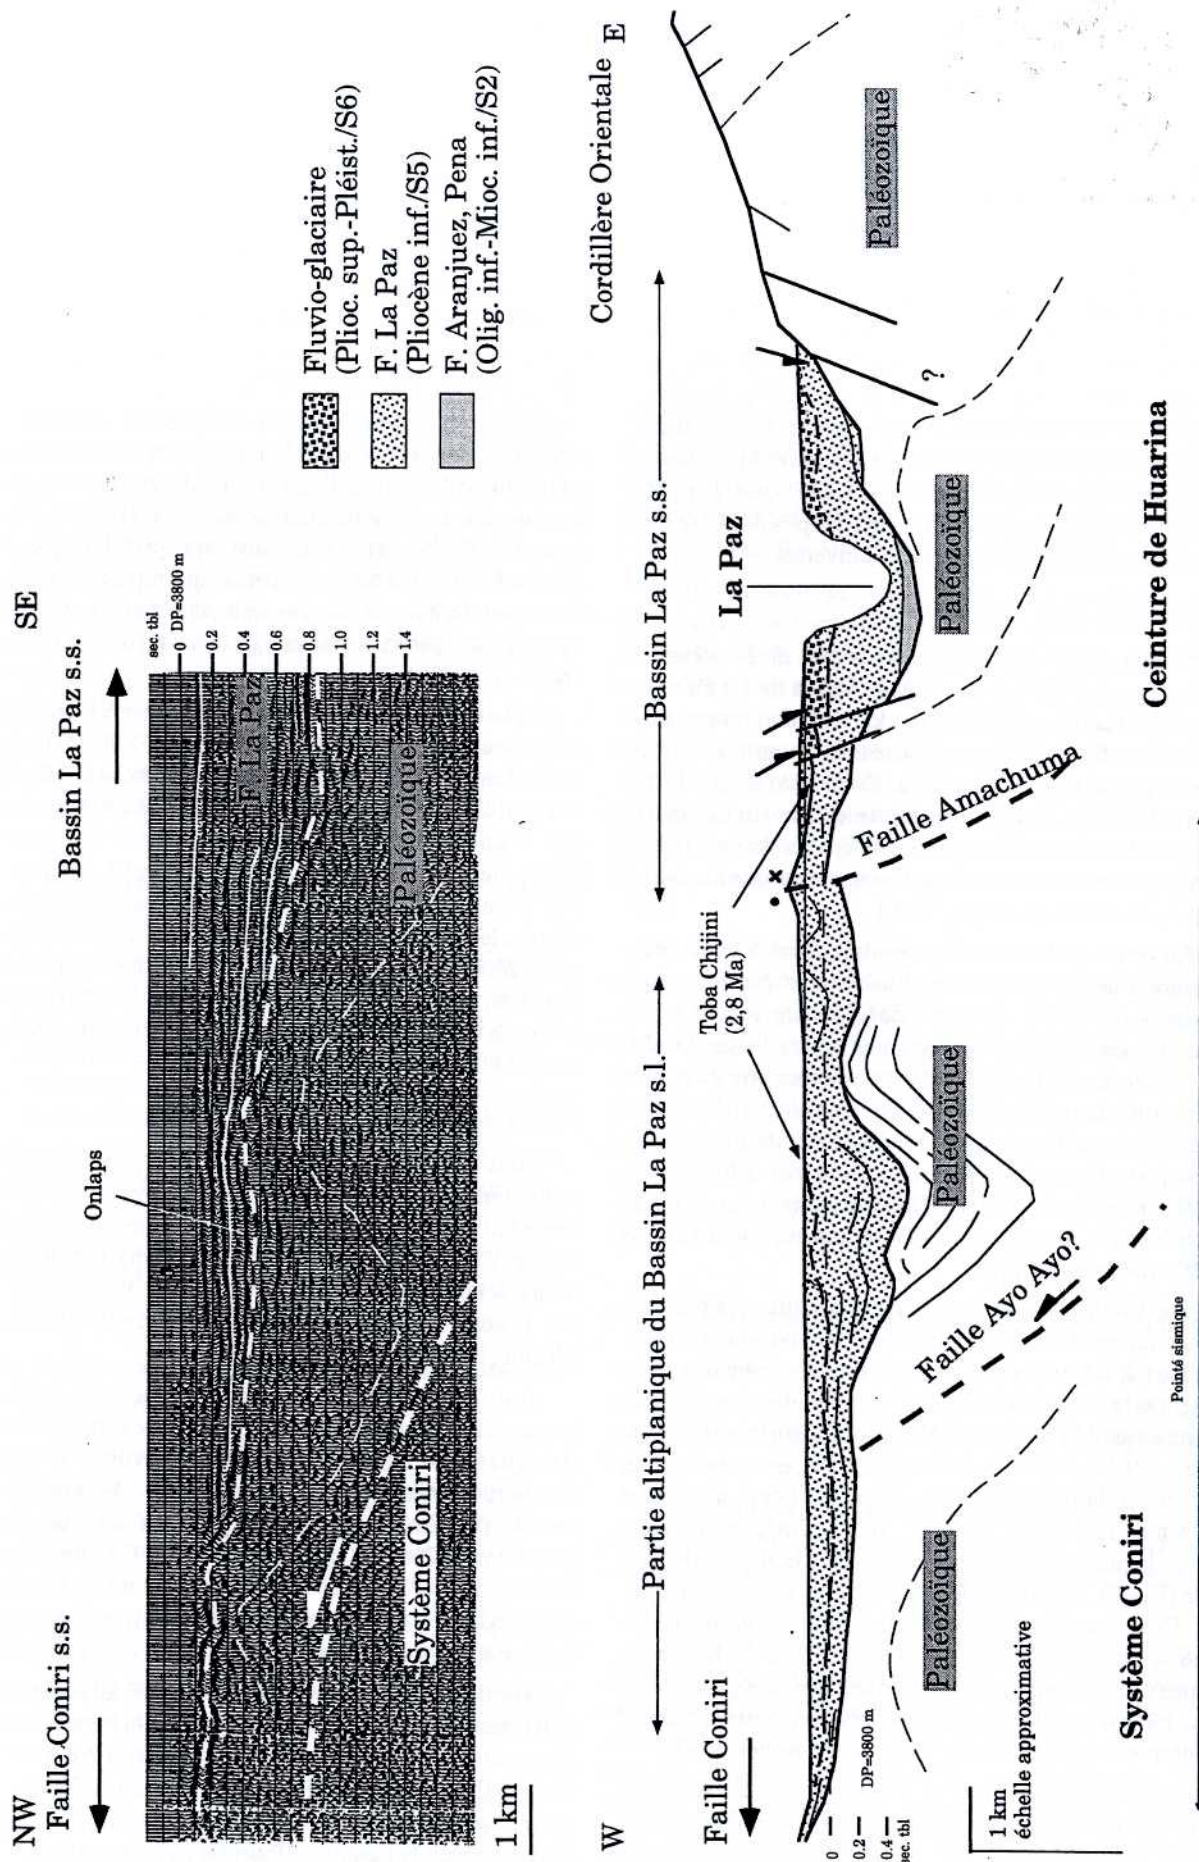 NW
SE
Faille Coniri s.s.
Bassin La Paz s.s.
Onlaps
sec. tbl
0 DP=3800 m
0.2
0.4
0.6
0.8
1.0
1.2
1.4
F. La Paz
Paléozoïque
Système Coniri
1 km
Fluvio-glaciaire
(Plioc. sup.-Pléist./S6)
F. La Paz
(Pliocène inf./S5)
F. Aranjuez, Pena
(Olig. inf.-Mioc. inf./S2)
W
E
Cordillère Orientale
Faille Coniri
Partie altiplanique du Bassin La Paz s.l.
Bassin La Paz s.s.
La Paz
Toba Chijini
(2,8 Ma)
0
0.2
0.4
sec. tbl
DP=3800 m
Faille Amachuma
Faille Ayo Ayo?
?
Paléozoïque
Paléozoïque
Paléozoïque
Paléozoïque
1 km
échelle approximative
Système Coniri
Ceinture de Huarina
Pointé sismique